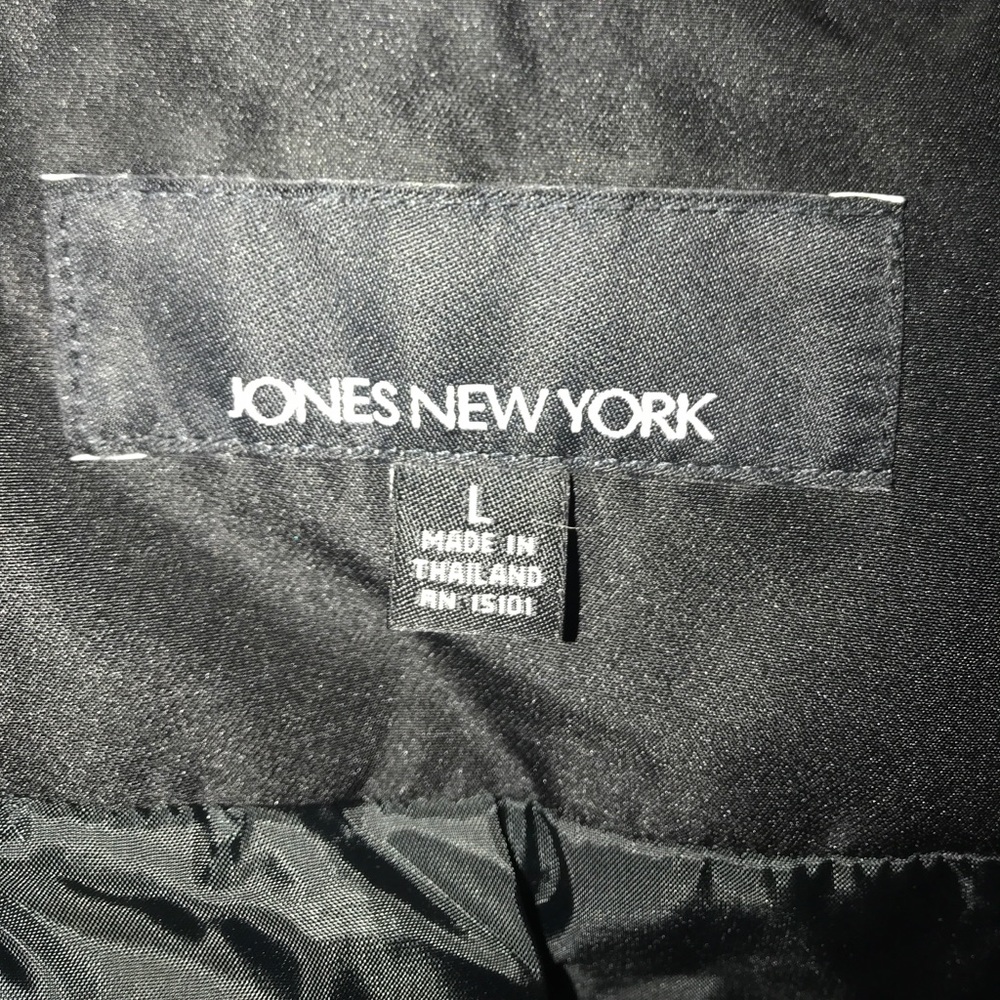 JONES NEW YORK
L
MADE IN
THAILAND
RN 15101